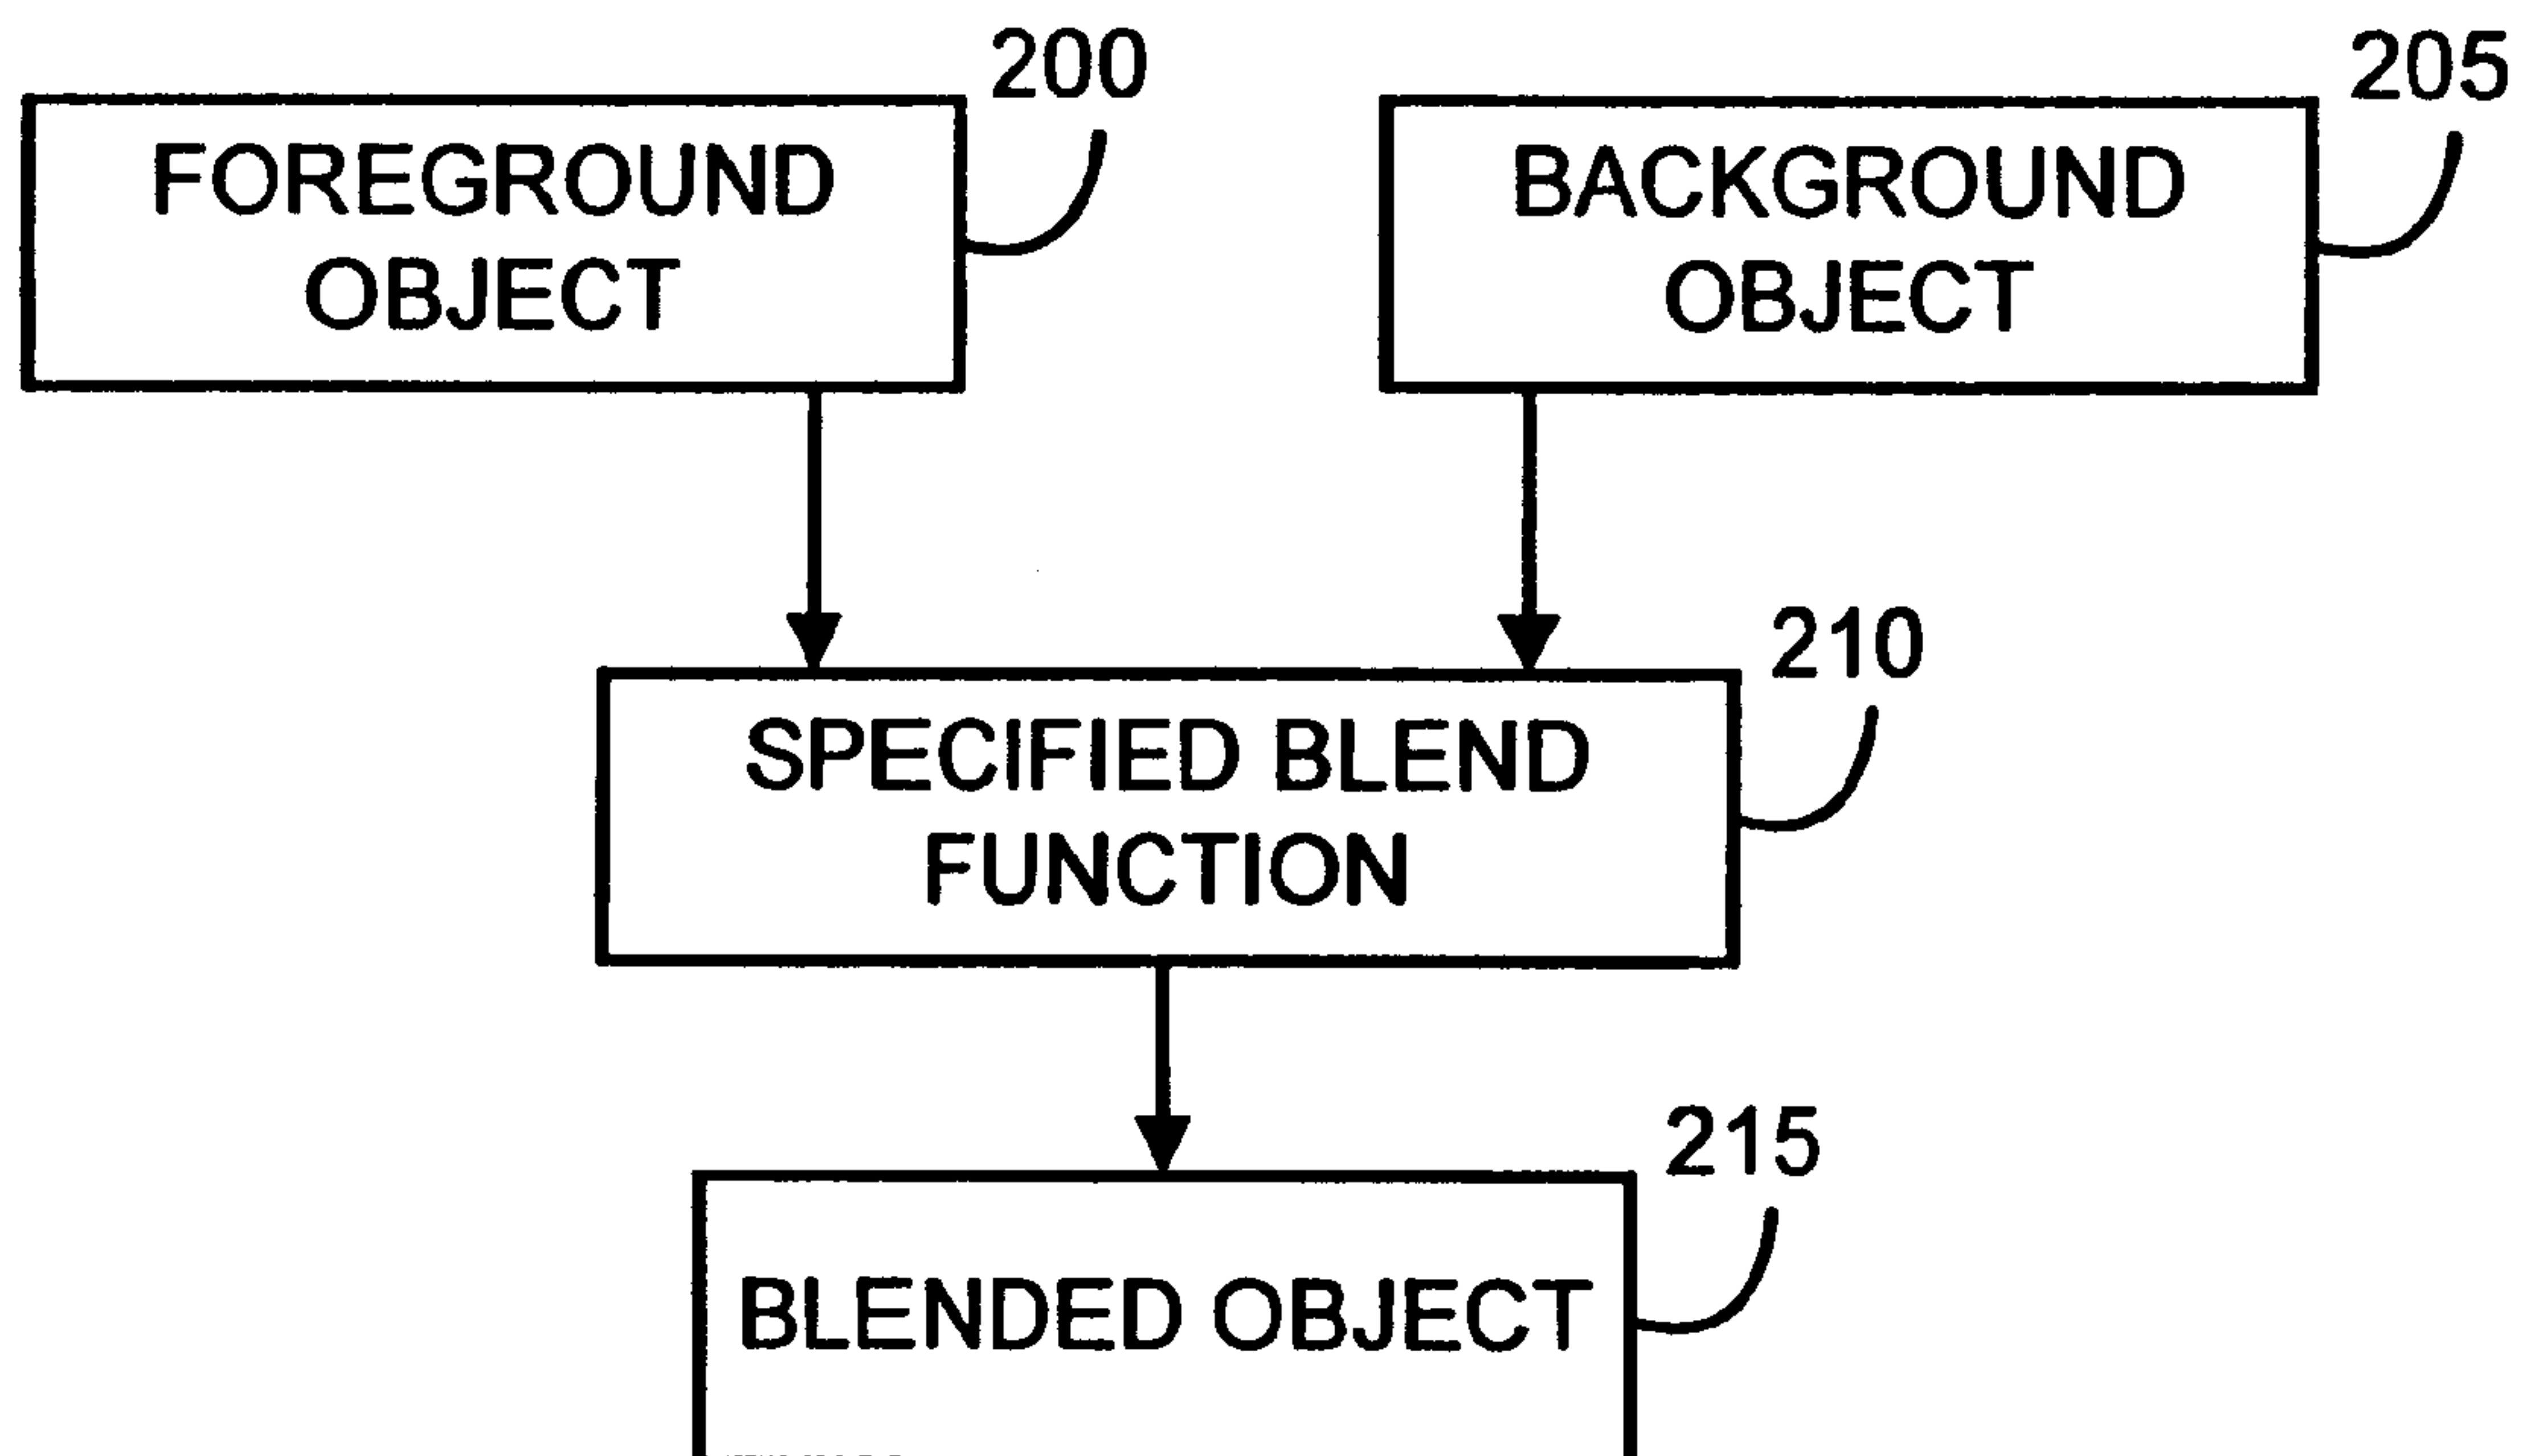 200
FOREGROUND
OBJECT
205
BACKGROUND
OBJECT
210
SPECIFIED BLEND
FUNCTION
215
BLENDED OBJECT